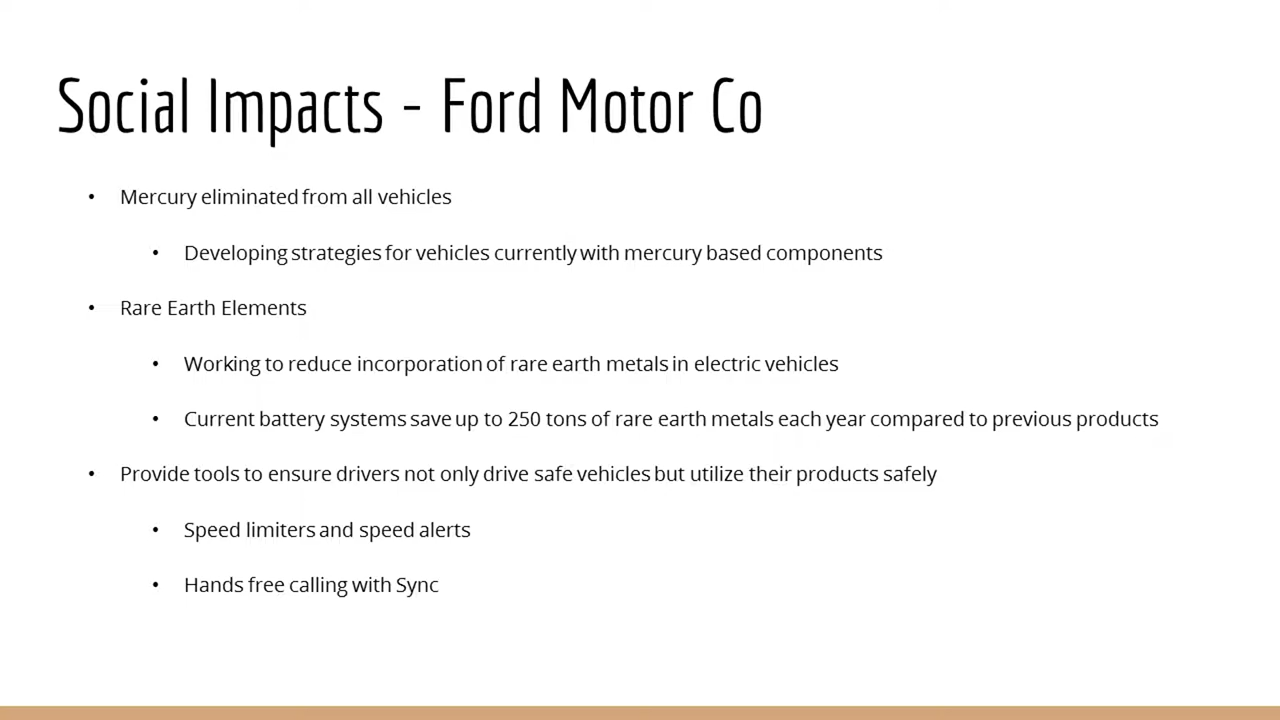 Social Impacts - Ford Motor Co
• Mercury eliminated from all vehicles
• Developing strategies for vehicles currently with mercury based components
• Rare Earth Elements
• Working to reduce incorporation of rare earth metals in electric vehicles
• Current battery systems save up to 250 tons of rare earth metals each year compared to previous products
• Provide tools to ensure drivers not only drive safe vehicles but utilize their products safely
• Speed limiters and speed alerts
• Hands free calling with Sync